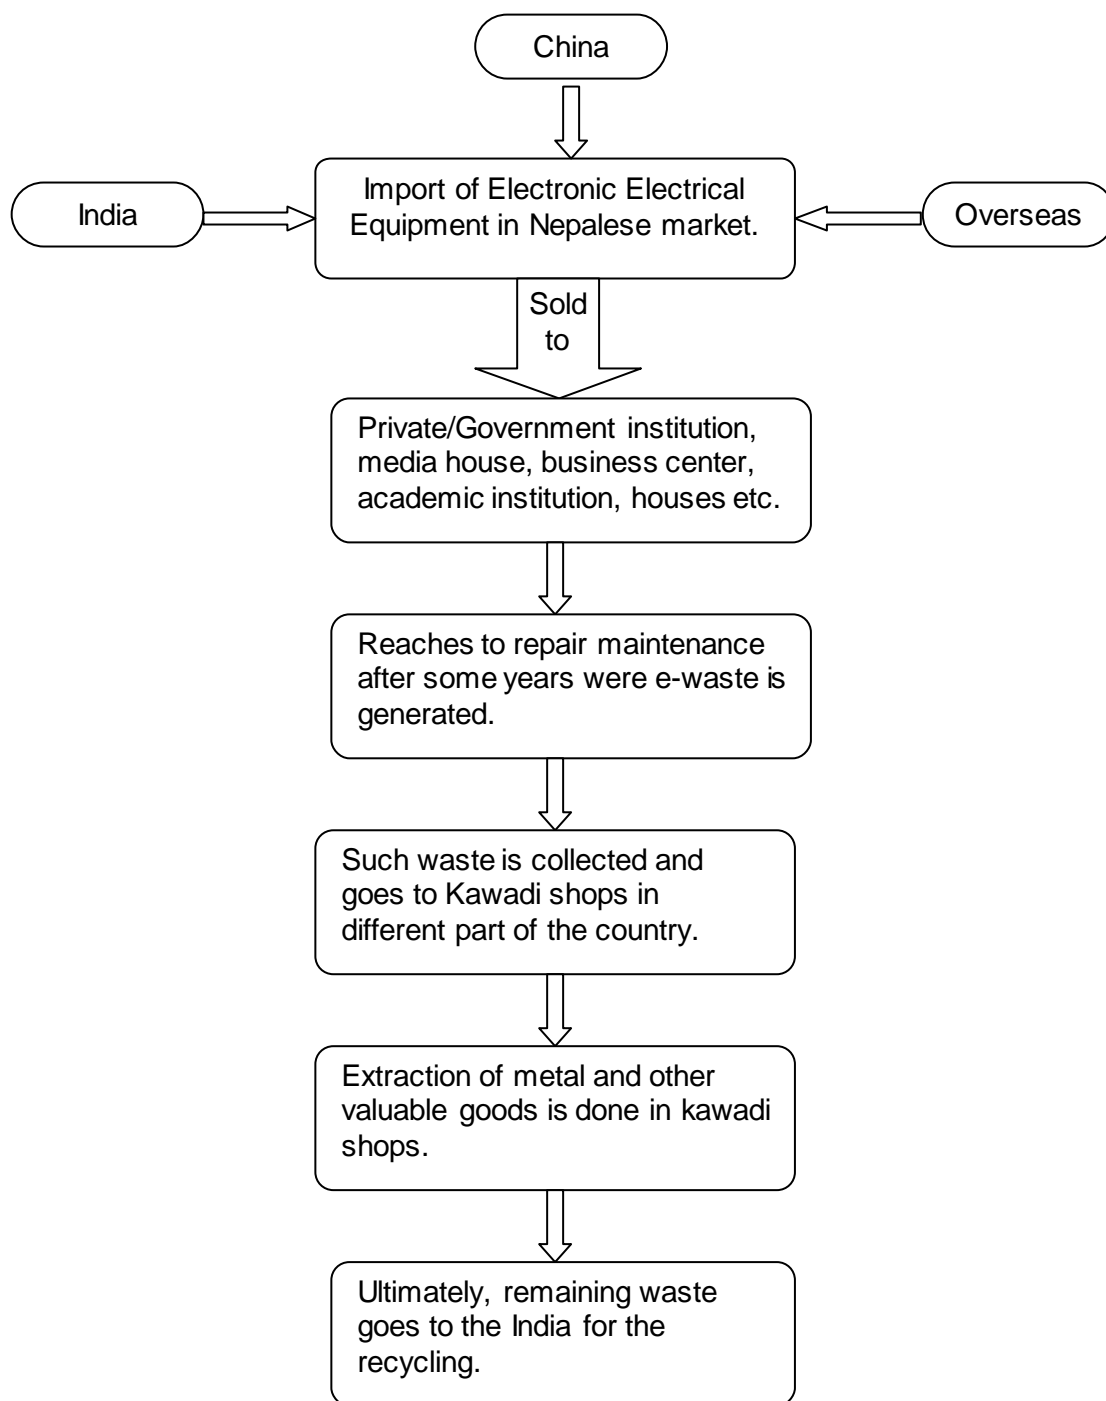 China
Import of Electronic Electrical
Equipment in Nepalese market.
India
Overseas
Sold
to
Private/Government institution,
media house, business center,
academic institution, houses etc.
Reaches to repair maintenance
after some years were e-waste is
generated.
Such waste is collected and
goes to Kawadi shops in
different part of the country.
Extraction of metal and other
valuable goods is done in kawadi
shops.
Ultimately, remaining waste
goes to the India for the
recycling.